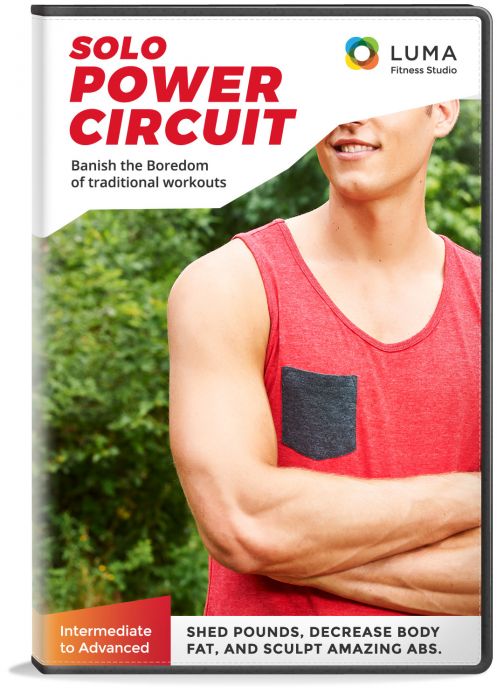 SOLO
POWER
CIRCUIT
Banish the Boredom
of traditional workouts
LUMA
Fitness Studio
Intermediate
to Advanced
SHED POUNDS, DECREASE BODY
FAT, AND SCULPT AMAZING ABS.